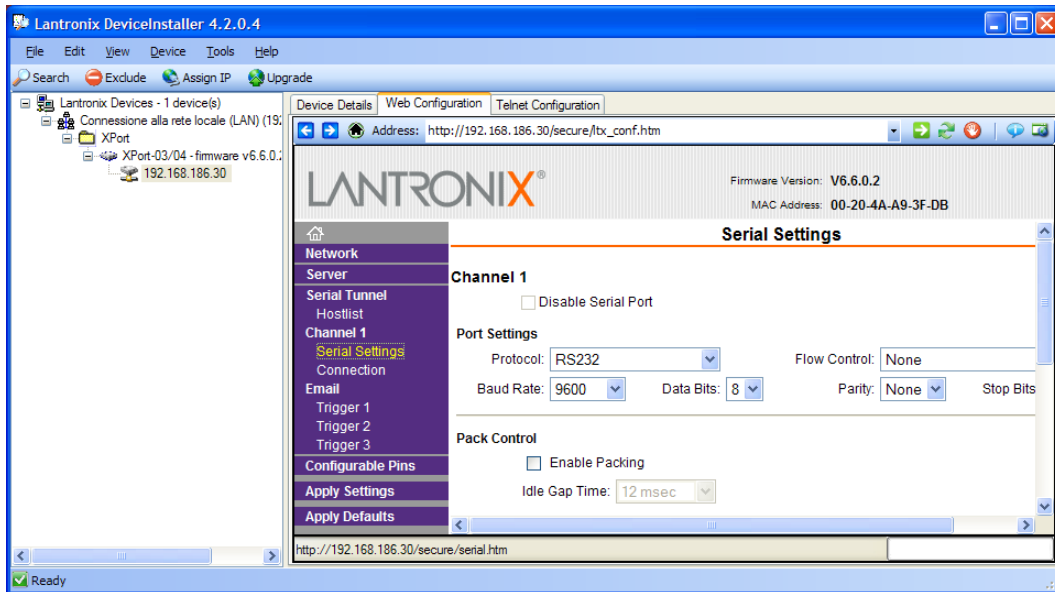 Lantronix DeviceInstaller 4.2.0.4
File Edit View Device Tools Help
Search Exclude Assign IP Upgrade
Lantronix Devices - 1 device(s)
Connessione alla rete locale (LAN) (192
XPort
XPort-03/04 - firmware v6.6.0.2
192.168.186.30
Device Details Web Configuration Telnet Configuration
Address: http://192.168.186.30/secure/ltx_conf.htm
LANTRONIX®
Firmware Version: V6.6.0.2
MAC Address: 00-20-4A-A9-3F-DB
Network
Server
Serial Tunnel
Hostlist
Channel 1
Serial Settings
Connection
Email
Trigger 1
Trigger 2
Trigger 3
Configurable Pins
Apply Settings
Apply Defaults
Serial Settings
Channel 1
Disable Serial Port
Port Settings
Protocol: RS232 Flow Control: None
Baud Rate: 9600 Data Bits: 8 Parity: None Stop Bits
Pack Control
Enable Packing
Idle Gap Time: 12 msec
http://192.168.186.30/secure/serial.htm
Ready